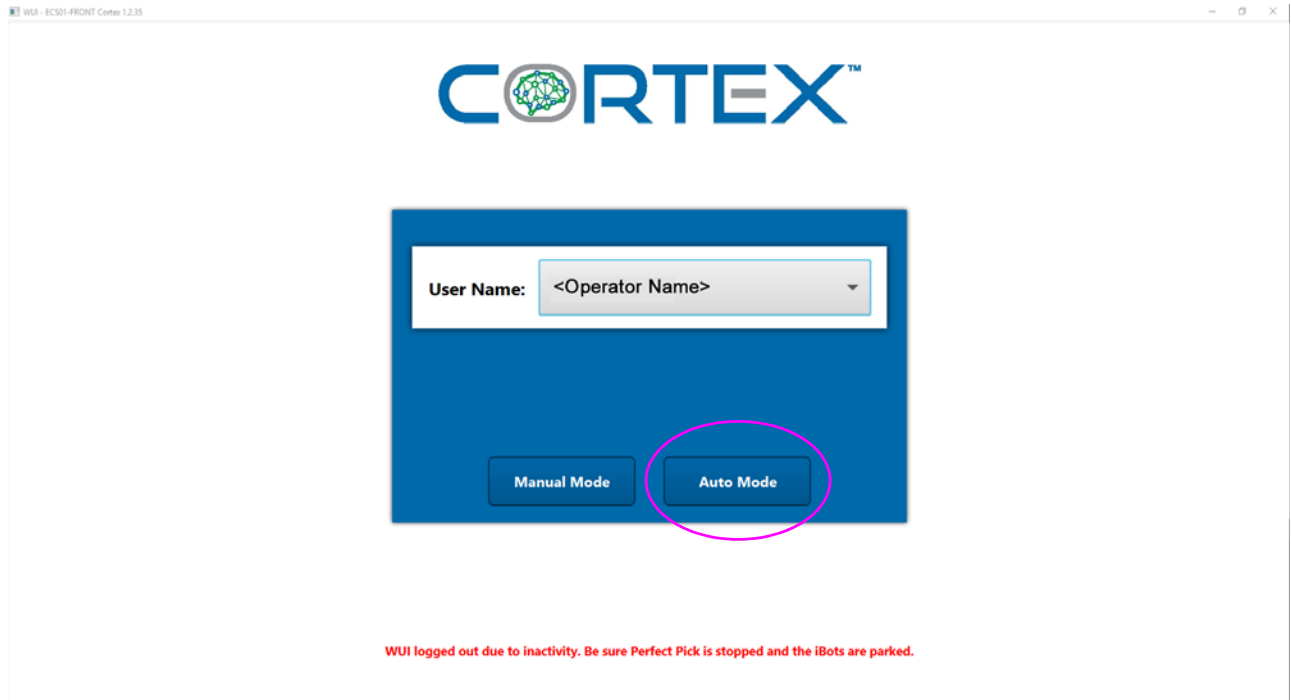 WUI - ECS01-FRONT Cortex 1.2.35
CORTEX™
User Name: <Operator Name>
Manual Mode Auto Mode
WUI logged out due to inactivity. Be sure Perfect Pick is stopped and the iBots are parked.